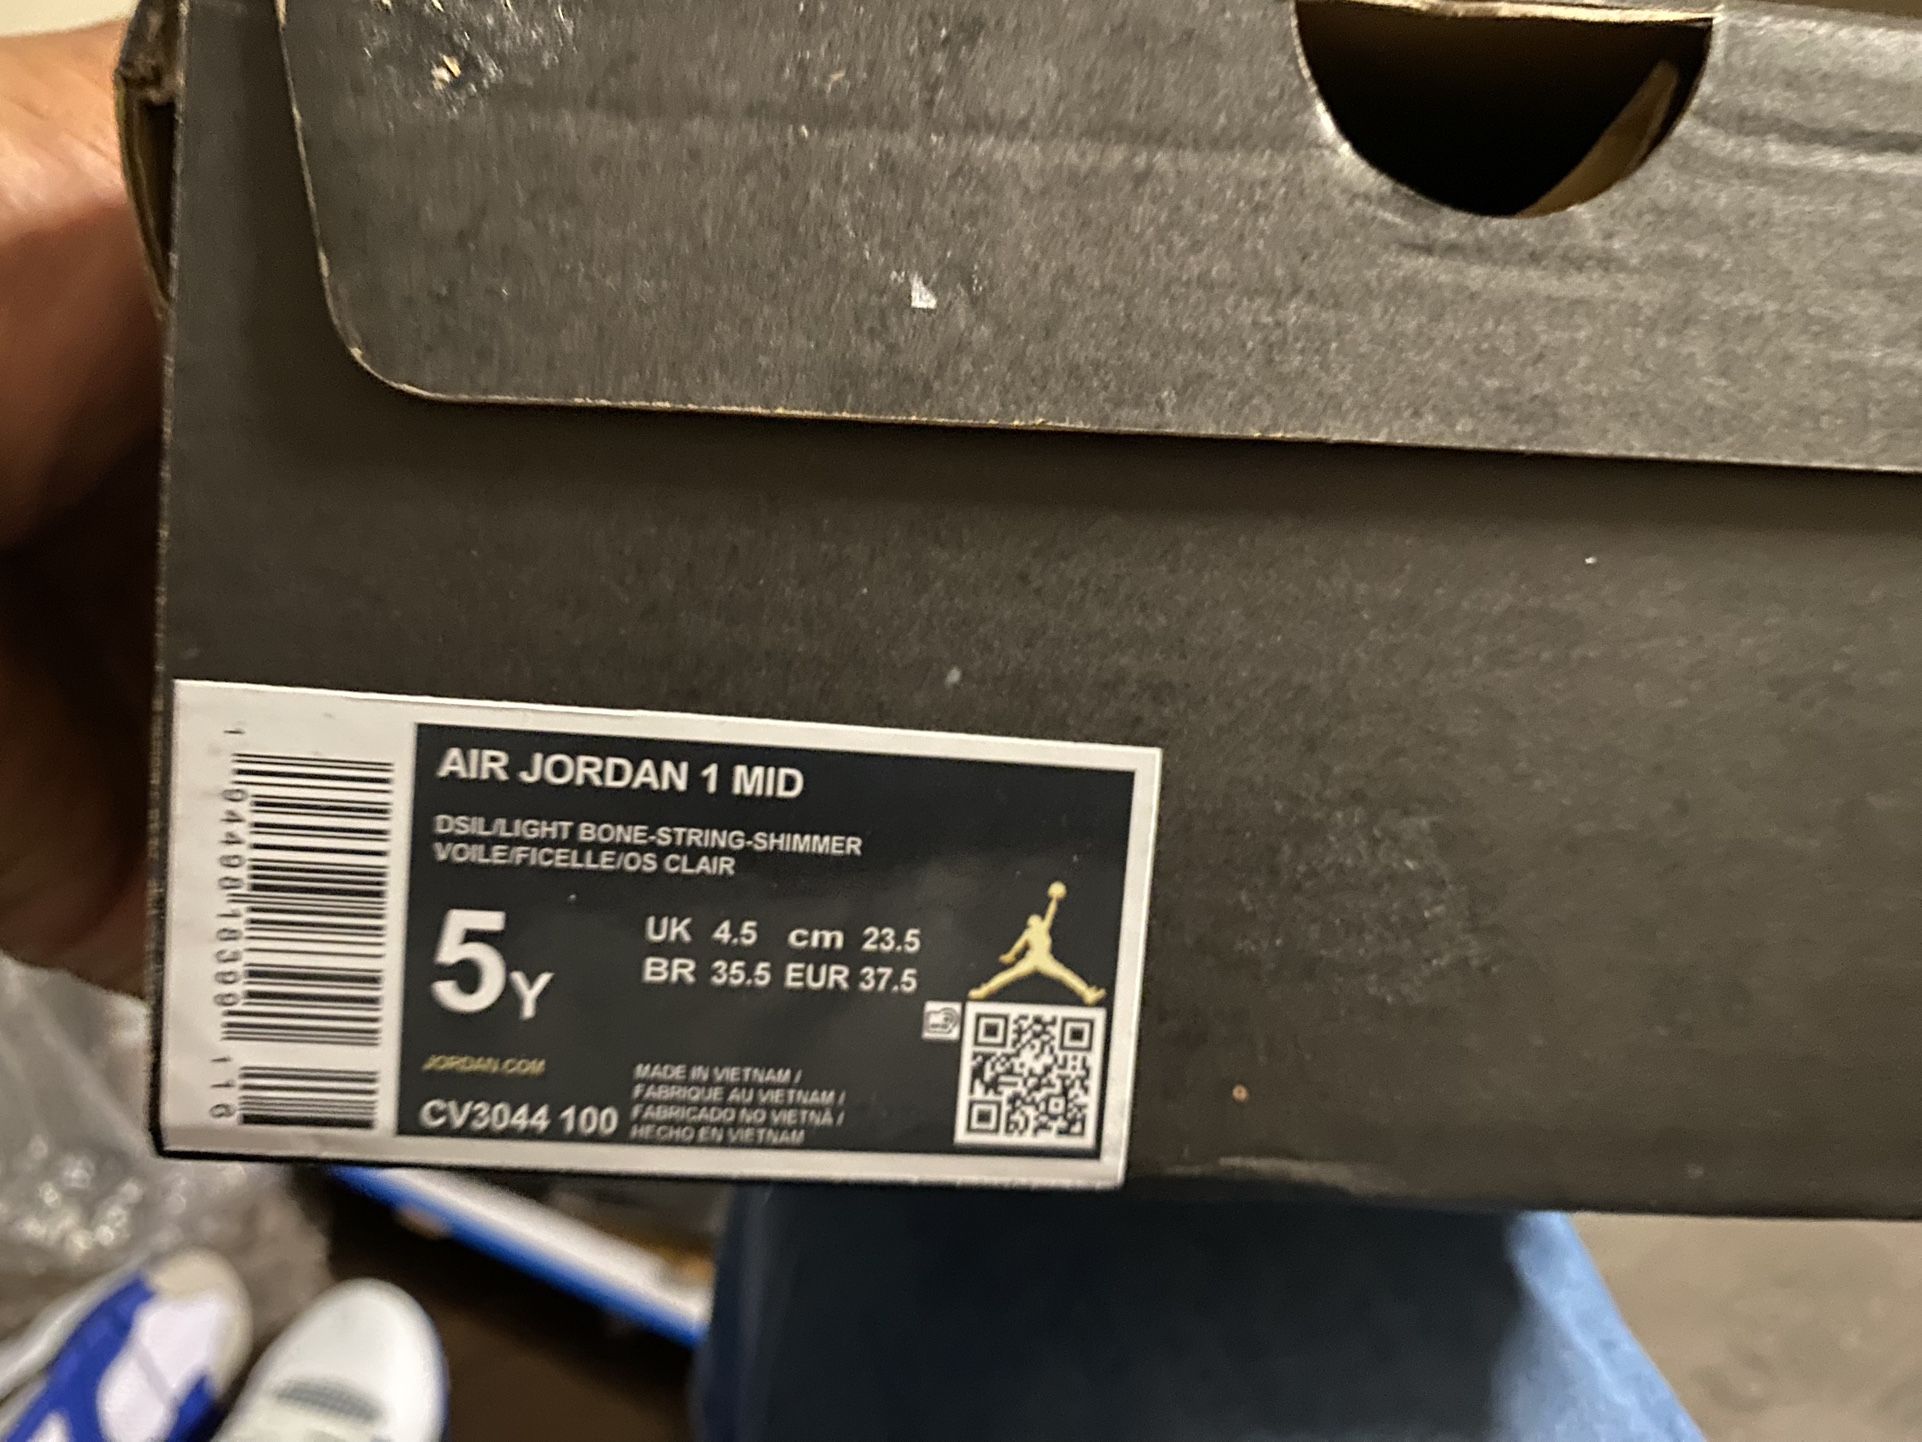 AIR JORDAN 1 MID
DSIL/LIGHT BONE-STRING-SHIMMER
VOILE/FICELLE/OS CLAIR
5Y
UK 4.5 cm 23.5
BR 35.5 EUR 37.5
JORDAN.COM
CV3044 100
MADE IN VIETNAM /
FABRIQUE AU VIETNAM /
FABRICADO NO VIETNÃ /
HECHO EN VIETNAM